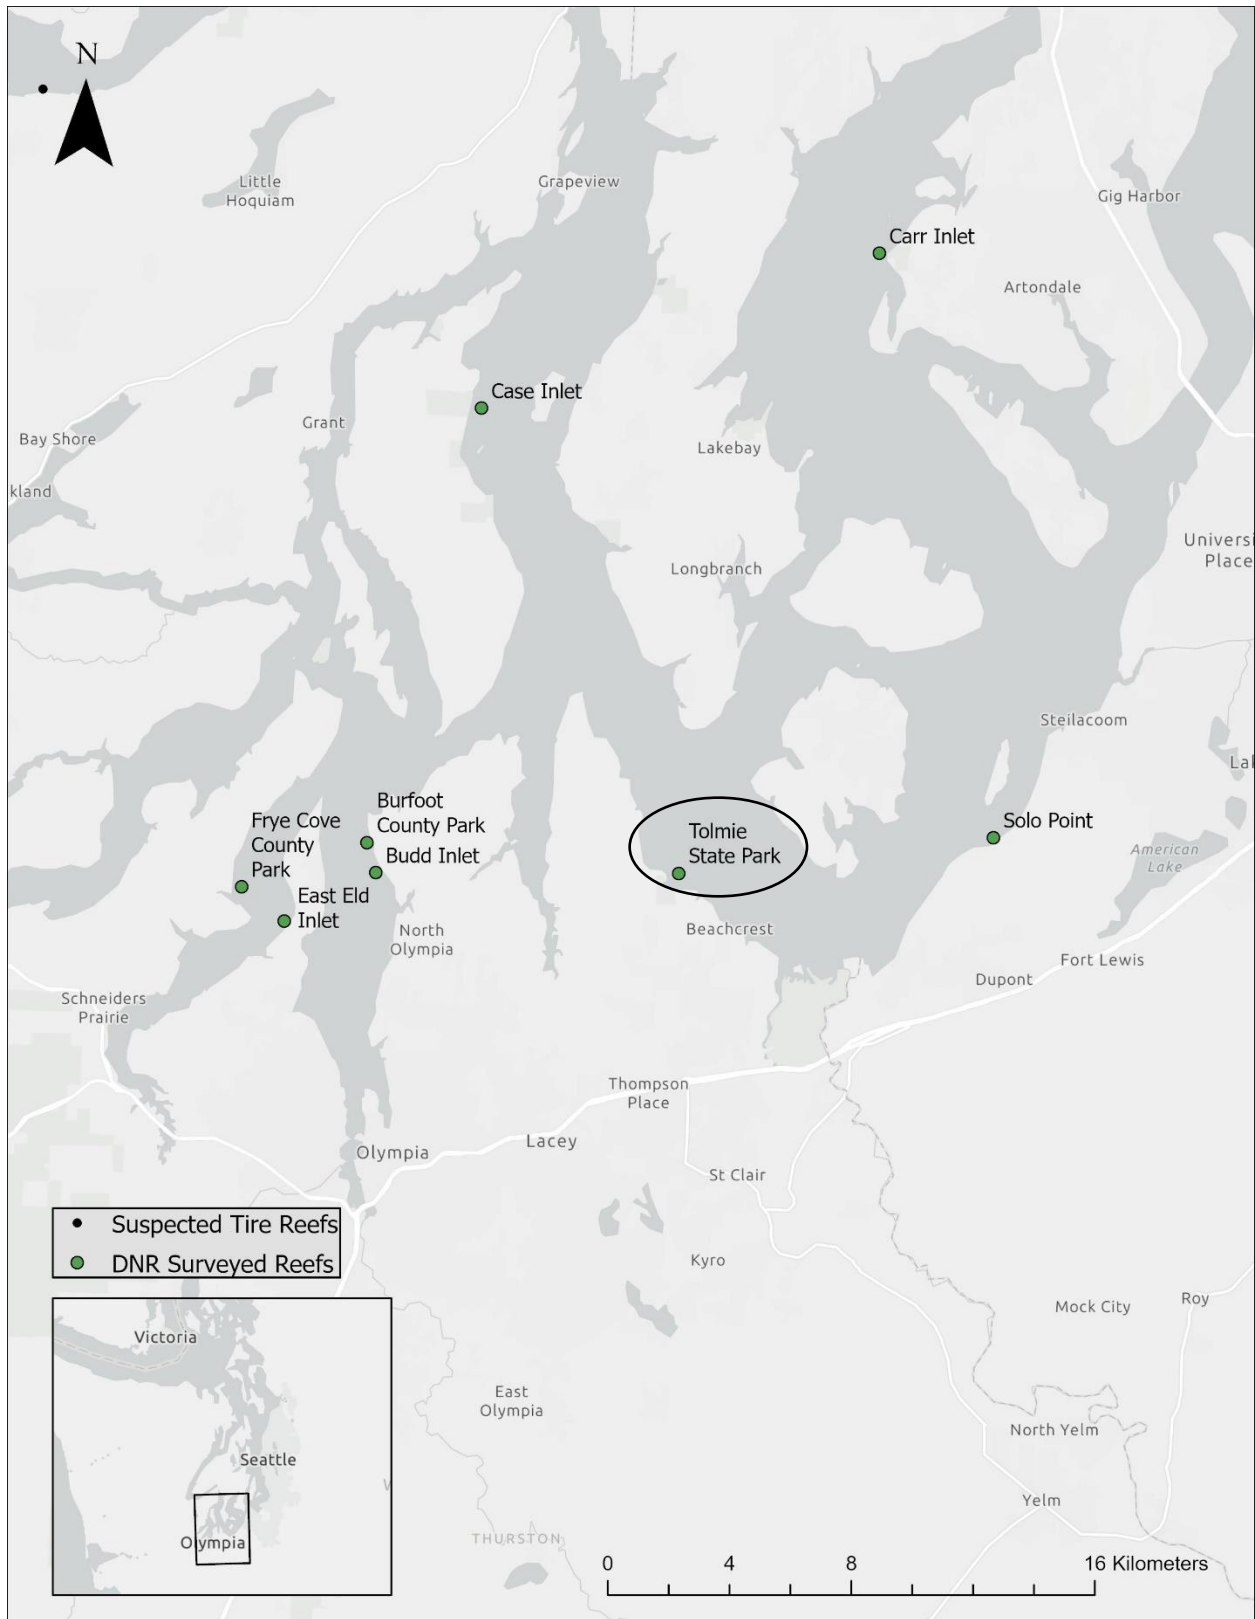 N
Little
Hoquiam
Grapeview
Gig Harbor
Carr Inlet
Artondale
Case Inlet
Grant
Bay Shore
Lakebay
kland
Universi
Place
Longbranch
Steilacoom
Lak
Burfoot
County Park
Frye Cove
County
Park
Budd Inlet
East Eld
Inlet
Tolmie
State Park
Solo Point
American
Lake
North
Olympia
Beachcrest
Fort Lewis
Dupont
Schneiders
Prairie
Thompson
Place
Olympia
Lacey
St Clair
Kyro
Suspected Tire Reefs
DNR Surveyed Reefs
Mock City
Roy
Victoria
Seattle
Olympia
East
Olympia
North Yelm
Yelm
THURSTON
0 4 8 16 Kilometers